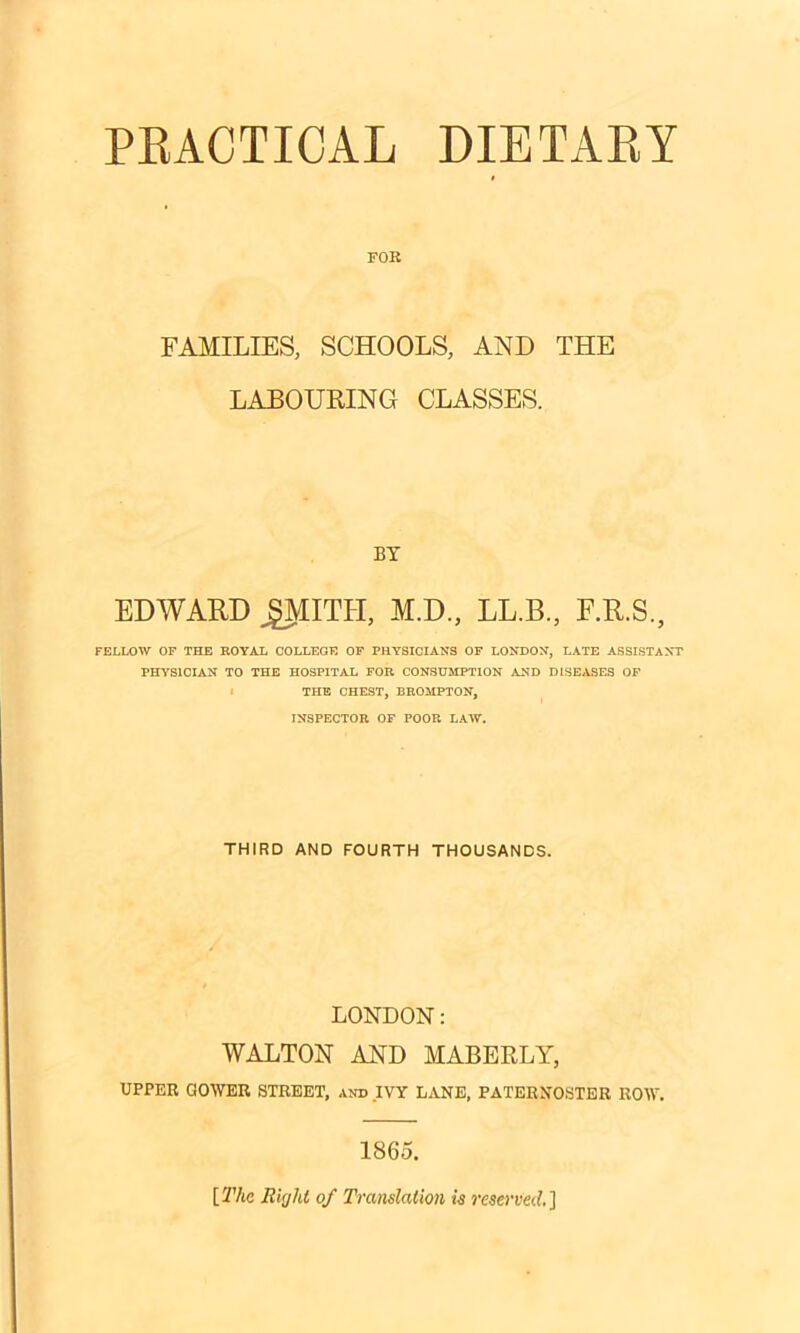 PRACTICAL DIETARY
FOR
FAMILIES, SCHOOLS, AND THE
LABOURING CLASSES.
BY
EDWARD SMITH, M.D., LL.B., F.R.S.,
FELLOW OF THE ROYAL COLLEGE OF PHYSICIANS OF LONDON, LATE ASSISTANT
PHYSICIAN TO THE HOSPITAL FOR CONSUMPTION AND DISEASES OF
THE CHEST, BROMPTON,
INSPECTOR OF POOR LAW.
THIRD AND FOURTH THOUSANDS.
LONDON:
WALTON AND MABERLY,
UPPER GOWER STREET, AND IVY LANE, PATERNOSTER ROW.
1865.
[The Right of Translation is reserved.]